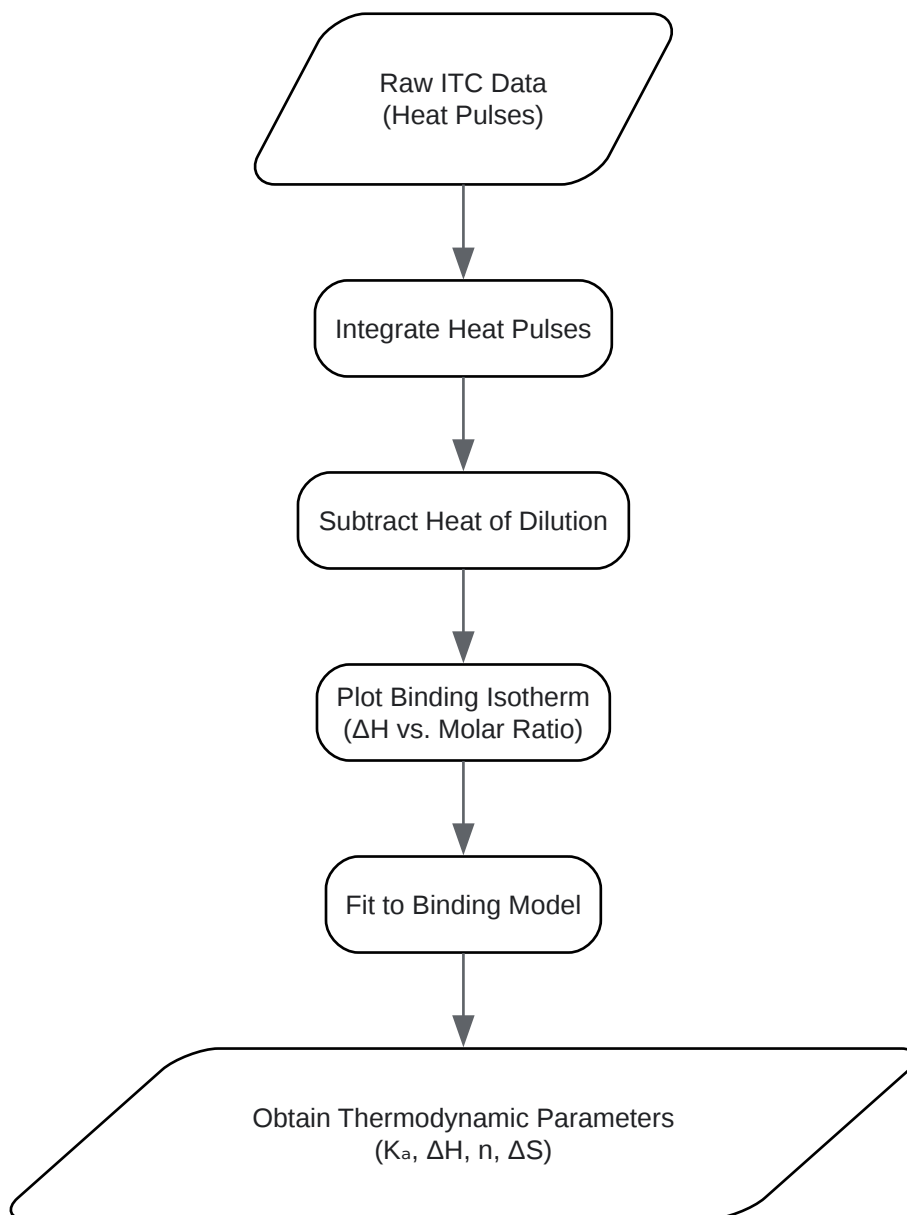 Raw ITC Data
(Heat Pulses)
Integrate Heat Pulses
Subtract Heat of Dilution
Plot Binding Isotherm
(ΔH vs. Molar Ratio)
Fit to Binding Model
Obtain Thermodynamic Parameters
(Kₐ, ΔH, n, ΔS)